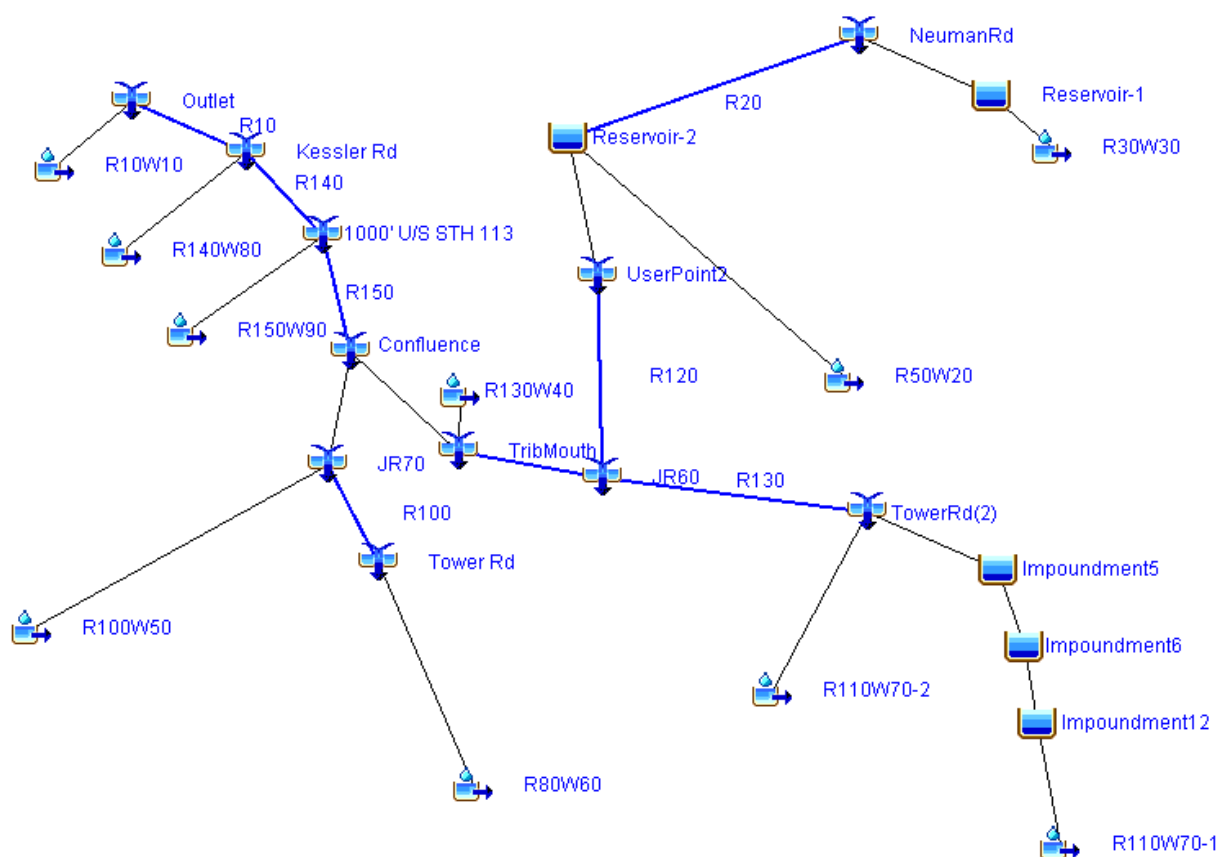 NeumanRd
Outlet
R20
Reservoir-1
R10
Reservoir-2
R30W30
Kessler Rd
R10W10
R140
1000' U/S STH 113
R140W80
UserPoint2
R150
R150W90
Confluence
R120
R50W20
R130W40
TribMouth
JR70
JR60
R130
R100
TowerRd(2)
Tower Rd
Impoundment5
R100W50
Impoundment6
R110W70-2
Impoundment12
R80W60
R110W70-1